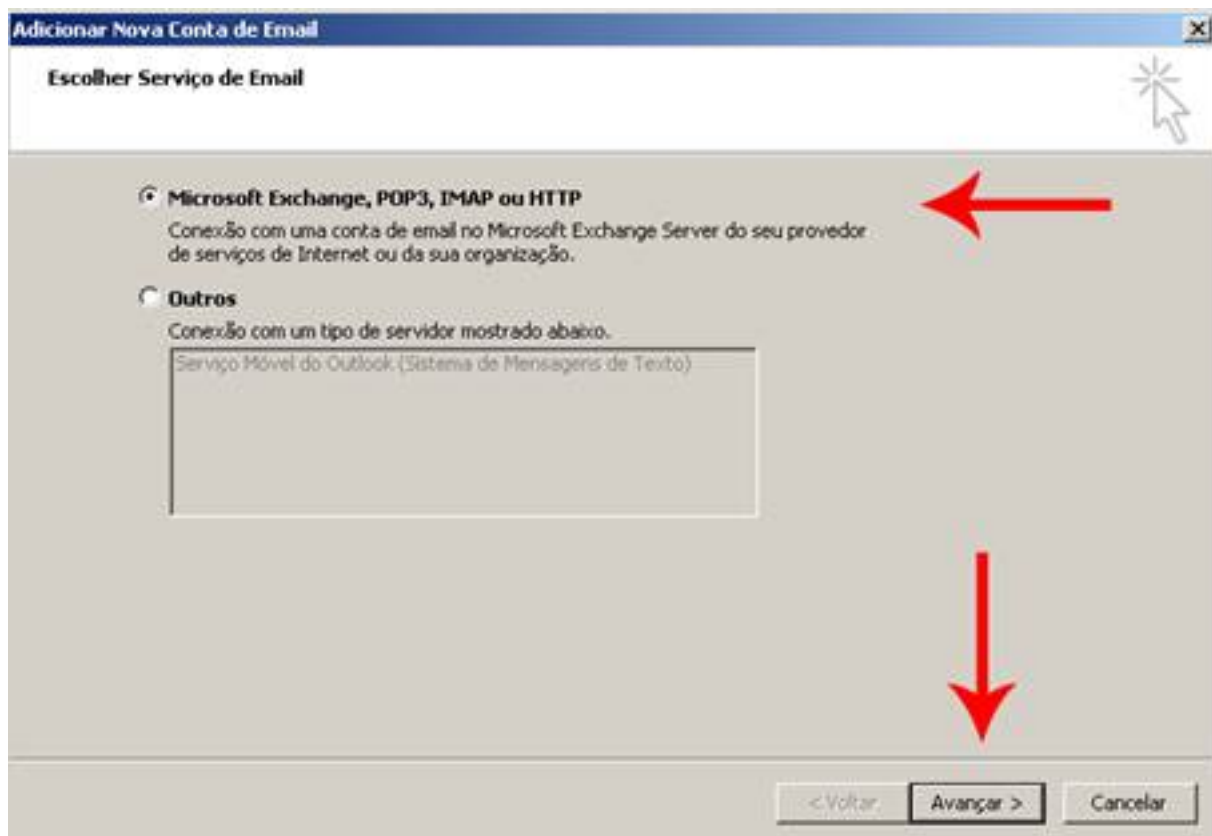 Adicionar Nova Conta de Email
Escolher Serviço de Email
Microsoft Exchange, POP3, IMAP ou HTTP
Conexão com uma conta de email no Microsoft Exchange Server do seu provedor
de serviços de Internet ou da sua organização.
Outros
Conexão com um tipo de servidor mostrado abaixo.
Serviço Móvel do Outlook (Sistema de Mensagens de Texto)
< Voltar
Avançar >
Cancelar